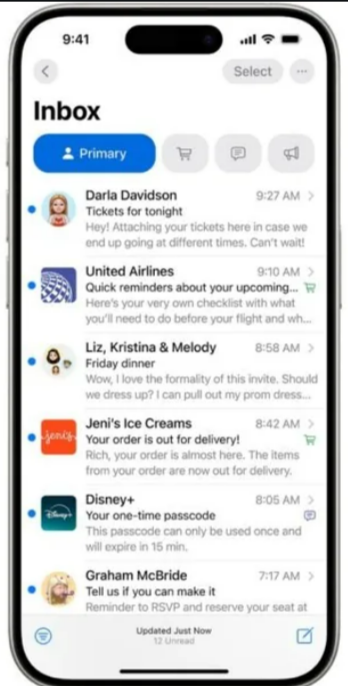 9:41
Select
Inbox
Primary
Darla Davidson 9:27 AM
Tickets for tonight
Hey! Attaching your tickets here in case we
end up going at different times. Can't wait!
United Airlines 9:10 AM
Quick reminders about your upcoming...
Here's your very own checklist with what
you'll need to do before your flight and wh...
Liz, Kristina & Melody 8:58 AM
Friday dinner
Wow, I love the formality of this invite. Should
we dress up? I can pull out my prom dress...
jeni's
Jeni's Ice Creams 8:42 AM
Your order is out for delivery!
Rich, your order is almost here. The items
from your order are now out for delivery.
Disney+
Disney+ 8:05 AM
Your one-time passcode
This passcode can only be used once and
will expire in 15 min.
Graham McBride 7:17 AM
Tell us if you can make it
Reminder to RSVP and reserve your seat at
Updated Just Now
12 Unread